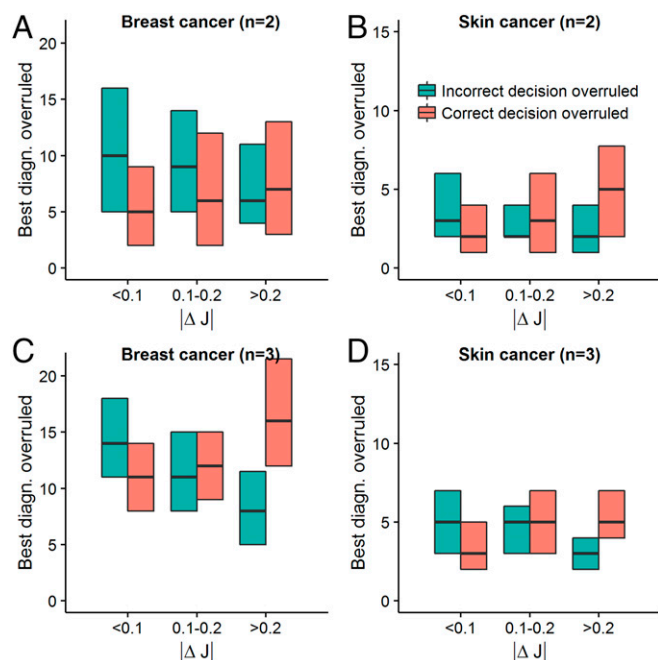 A
Breast cancer (n=2)
Best diagn. overruled
20
15
10
5
0
<0.1
0.1-0.2
>0.2
|Δ J|
B
Skin cancer (n=2)
Best diagn. overruled
15
10
5
0
Incorrect decision overruled
Correct decision overruled
<0.1
0.1-0.2
>0.2
|Δ J|
C
Breast cancer (n=3)
Best diagn. overruled
20
15
10
5
0
<0.1
0.1-0.2
>0.2
|Δ J|
D
Skin cancer (n=3)
Best diagn. overruled
15
10
5
0
<0.1
0.1-0.2
>0.2
|Δ J|